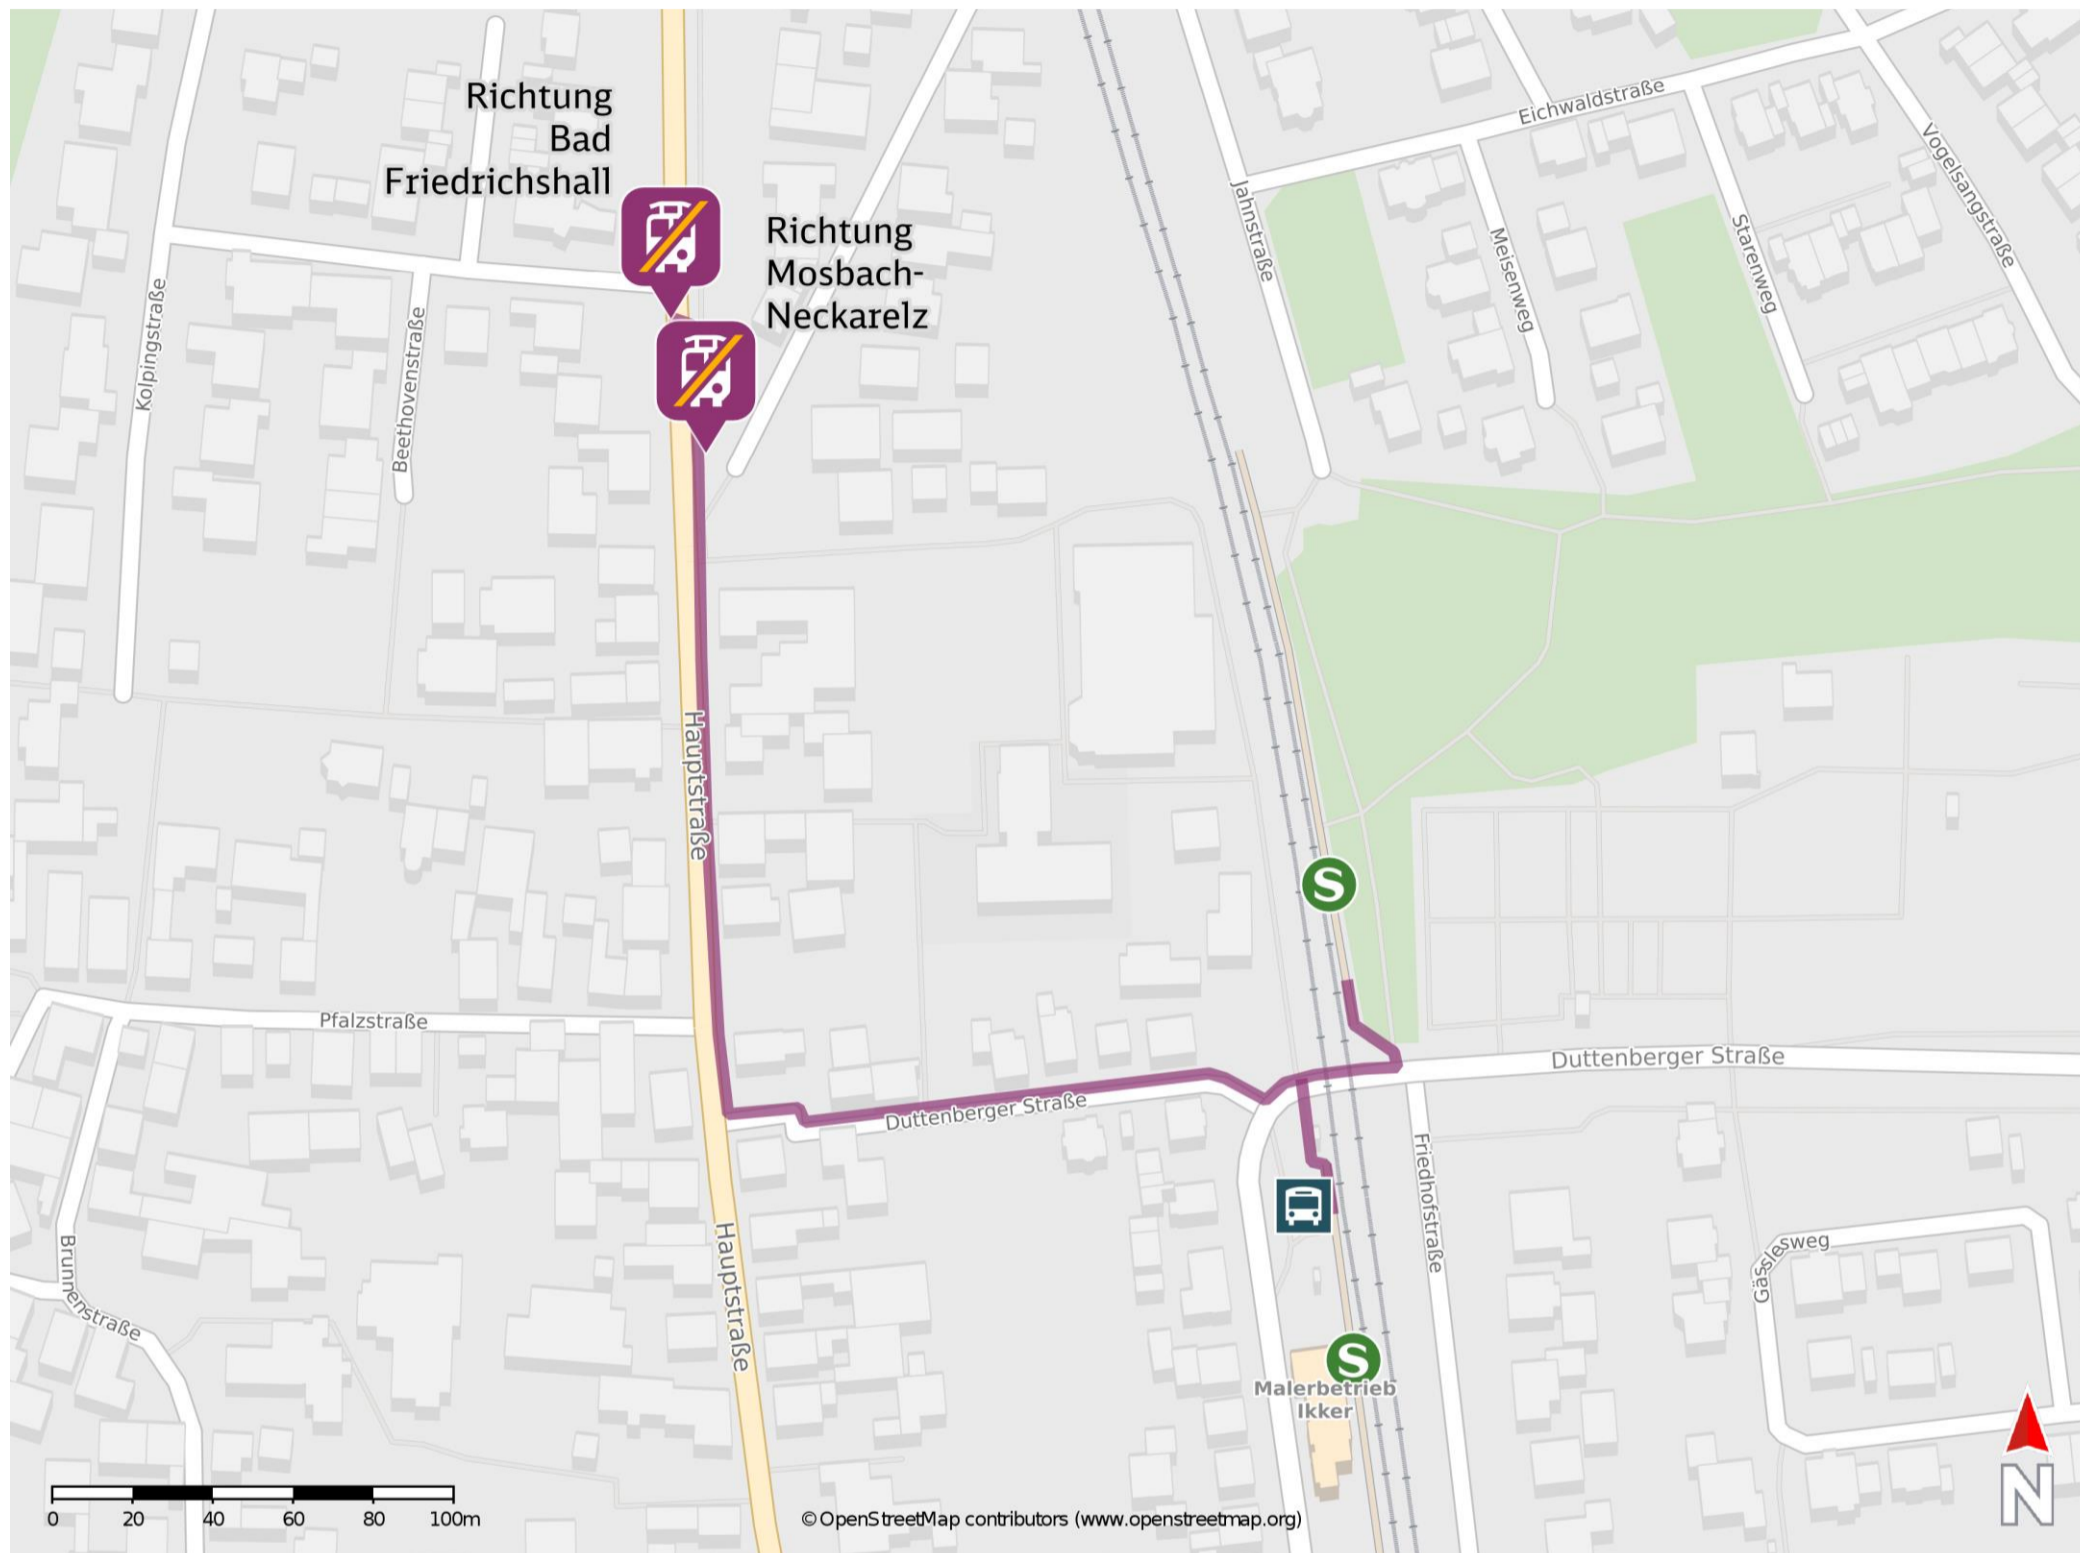 Richtung
Bad
Friedrichshall
Richtung
Mosbach-
Neckarelz
Eichwaldstraße
Vogelsangstraße
Jahnstraße
Meisenweg
Starenweg
Kolpingstraße
Beethovenstraße
Hauptstraße
S
Pfalzstraße
Duttenberger Straße
Duttenberger Straße
Friedhofstraße
Gässlesweg
Brunnenstraße
Hauptstraße
S
Malerbetrieb
Ikker
N
0 20 40 60 80 100m
© OpenStreetMap contributors (www.openstreetmap.org)